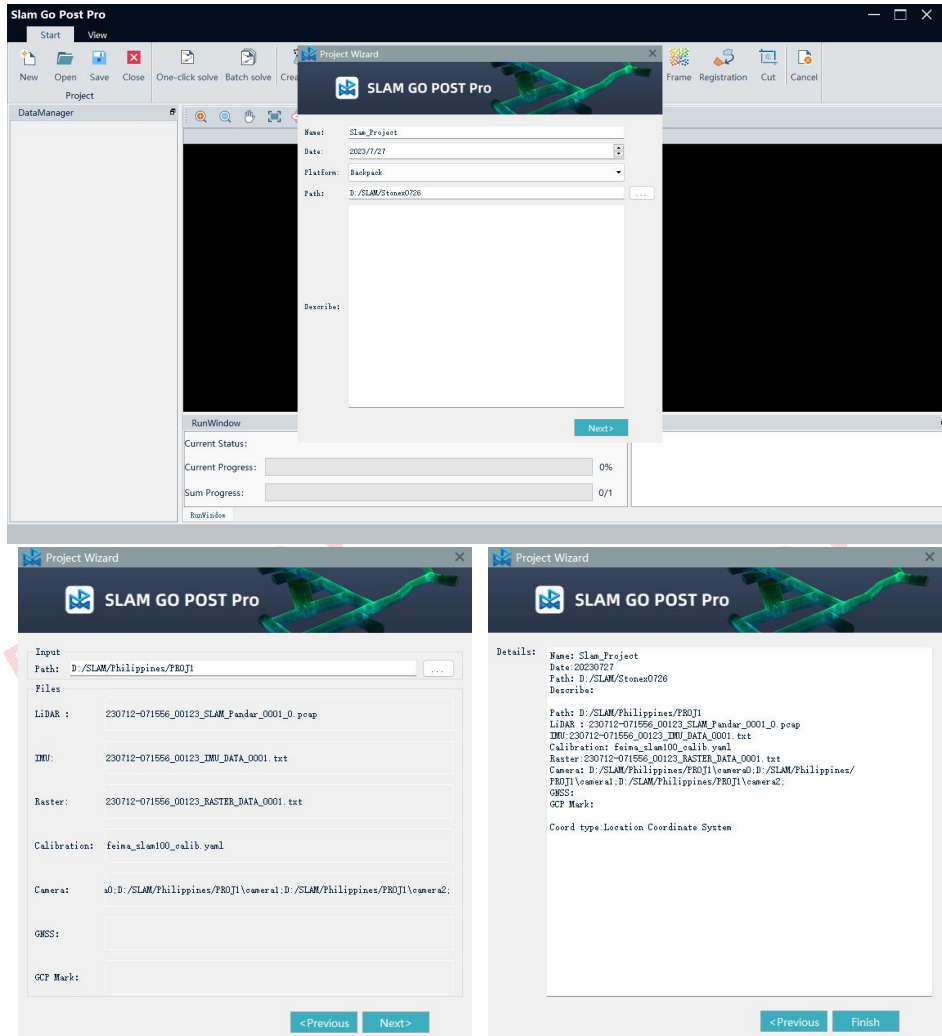 Slam Go Post Pro
Start View
New Open Save Close One-click solve Batch solve Frame Registration Cut Cancel
Project
DataManager
Project Wizard
SLAM GO POST Pro
Name: Slam_Project
Date: 2023/7/27
Platform: Backpack
Path: D:/SLAM/Stonex0726
...
Describe:
Next>
RunWindow
Current Status:
Current Progress: 0%
Sum Progress: 0/1
RunWindow
Project Wizard
SLAM GO POST Pro
Input
Path: D:/SLAM/Philippines/PROJ1
...
Files
LiDAR : 230712-071556_00123_SLAM_Pandar_0001_0.pcap
IMU: 230712-071556_00123_IMU_DATA_0001.txt
Raster: 230712-071556_00123_RASTER_DATA_0001.txt
Calibration: feima_slam100_calib.yaml
Camera: a0;D:/SLAM/Philippines/PROJ1\camera1;D:/SLAM/Philippines/PROJ1\camera2;
GNSS:
GCP Mark:
<Previous Next>
Project Wizard
SLAM GO POST Pro
Details:
Name: Slam_Project
Date:20230727
Path: D:/SLAM/Stonex0726
Describe:
Path: D:/SLAM/Philippines/PROJ1
LiDAR : 230712-071556_00123_SLAM_Pandar_0001_0.pcap
IMU:230712-071556_00123_IMU_DATA_0001.txt
Calibration: feima_slam100_calib.yaml
Raster:230712-071556_00123_RASTER_DATA_0001.txt
Camera: D:/SLAM/Philippines/PROJ1\camera0;D:/SLAM/Philippines/
PROJ1\camera1;D:/SLAM/Philippines/PROJ1\camera2;
GNSS:
GCP Mark:
Coord type:Location Coordinate System
<Previous Finish